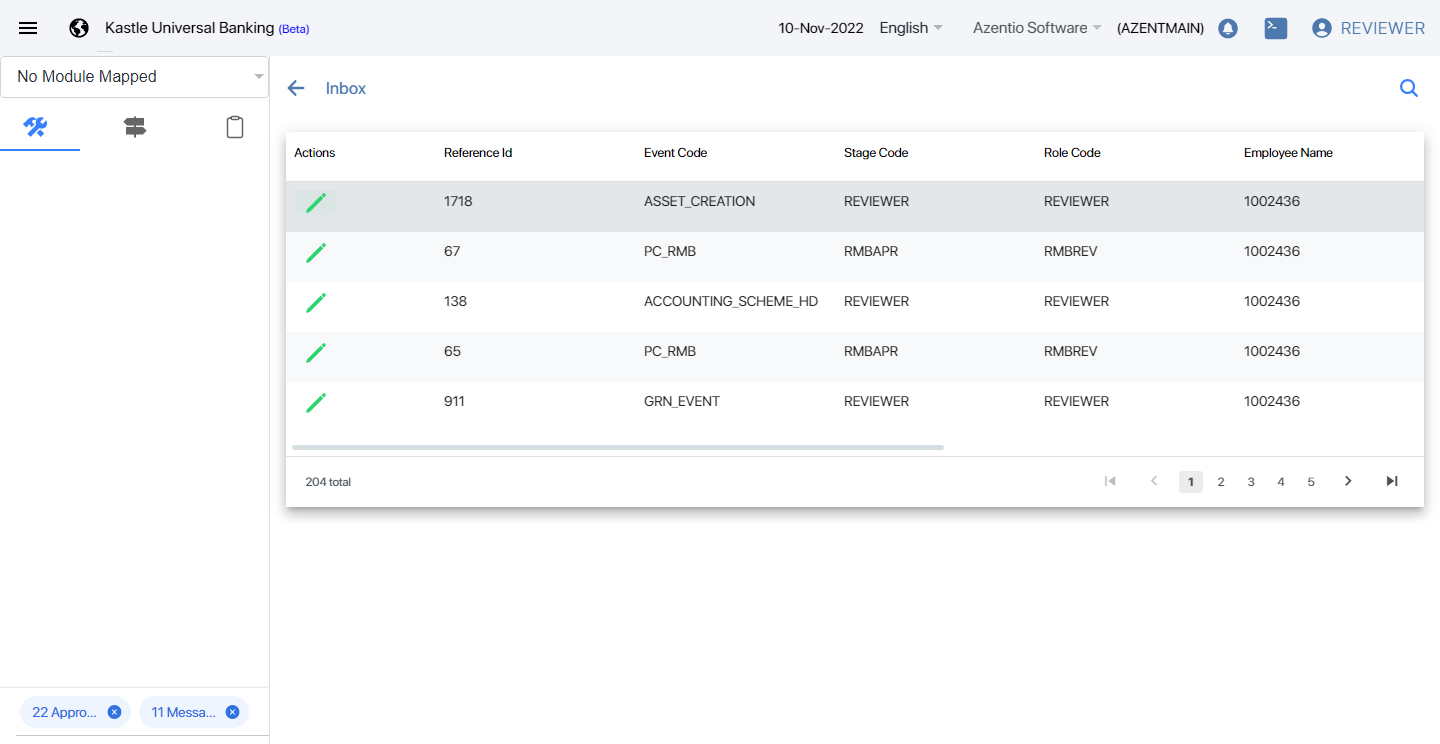 Kastle Universal Banking (Beta)
10-Nov-2022 English Azentio Software (AZENTMAIN) REVIEWER
No Module Mapped
Inbox
Actions Reference Id Event Code Stage Code Role Code Employee Name
1718 ASSET_CREATION REVIEWER REVIEWER 1002436
67 PC_RMB RMBAPR RMBREV 1002436
138 ACCOUNTING_SCHEME_HD REVIEWER REVIEWER 1002436
65 PC_RMB RMBAPR RMBREV 1002436
911 GRN_EVENT REVIEWER REVIEWER 1002436
204 total 1 2 3 4 5
22 Appro... 11 Messa...